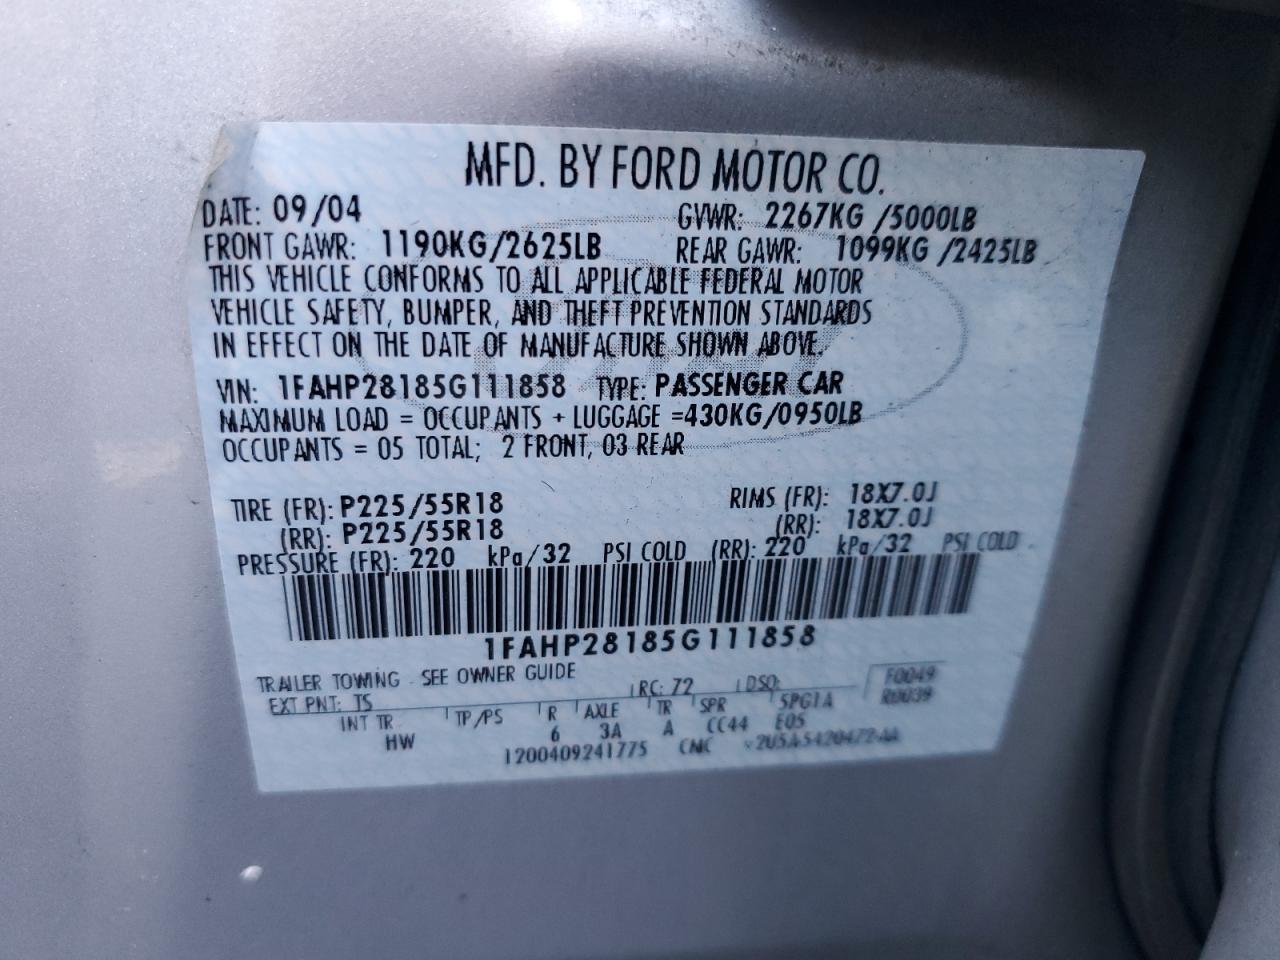 MFD. BY FORD MOTOR CO.
DATE: 09/04 GVWR: 2267KG /5000LB
FRONT GAWR: 1190KG/2625LB REAR GAWR: 1099KG /2425LB
THIS VEHICLE CONFORMS TO ALL APPLICABLE FEDERAL MOTOR
VEHICLE SAFETY, BUMPER, AND THEFT PREVENTION STANDARDS
IN EFFECT ON THE DATE OF MANUFACTURE SHOWN ABOVE.
VIN: 1FAHP28185G111858 TYPE: PASSENGER CAR
MAXIMUM LOAD = OCCUPANTS + LUGGAGE =430KG/0950LB
OCCUPANTS = 05 TOTAL; 2 FRONT, 03 REAR
TIRE (FR): P225/55R18 RIMS (FR): 18X7.0J
(RR): P225/55R18 (RR): 18X7.0J
PRESSURE (FR): 220 kPa/32 PSI COLD (RR): 220 kPa/32 PSI COLD
1FAHP28185G111858
TRAILER TOWING - SEE OWNER GUIDE
EXT PNT: TS RC: 72 DSO: F0049
R0039
INT TR TP/PS R AXLE TR SPR 5PG1A
HW 6 3A A CC44 E05
1200409241775 CMC